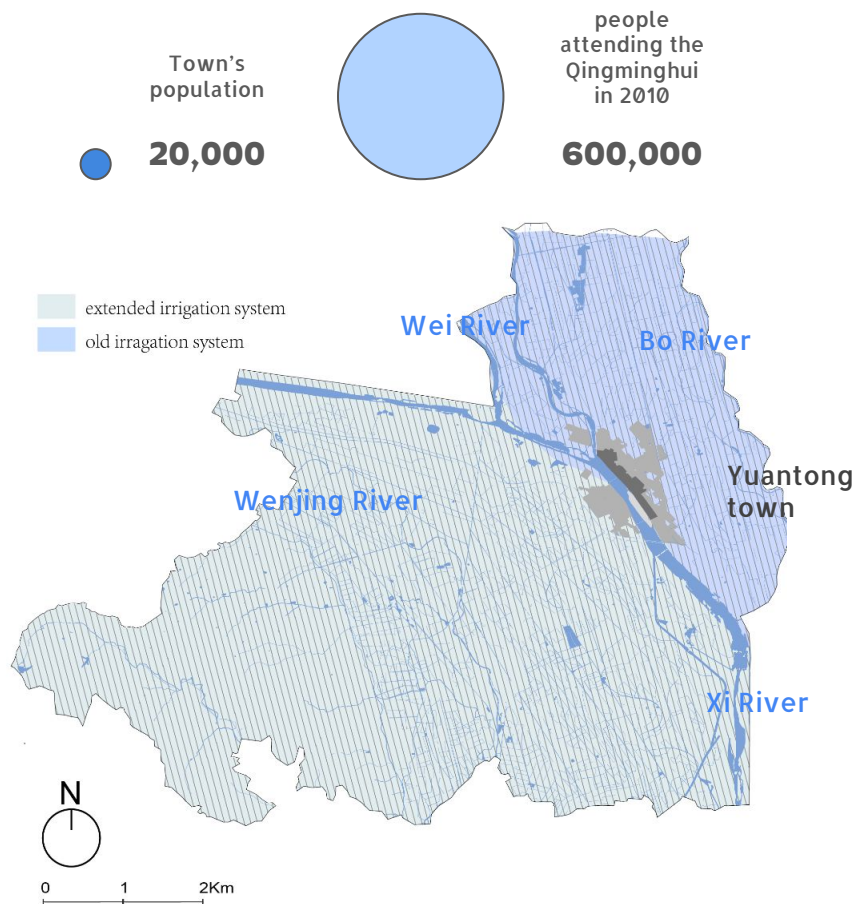 Town's
population
20,000
people
attending the
Qingminghui
in 2010
600,000
extended irrigation system
old irragation system
Wei River
Bo River
Yuantong
town
Wenjing River
Xi River
N
0 1 2Km